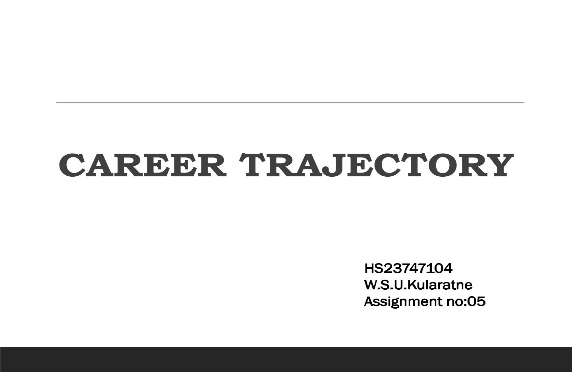 CAREER TRAJECTORY
HS23747104
W.S.U.Kularatne
Assignment no:05